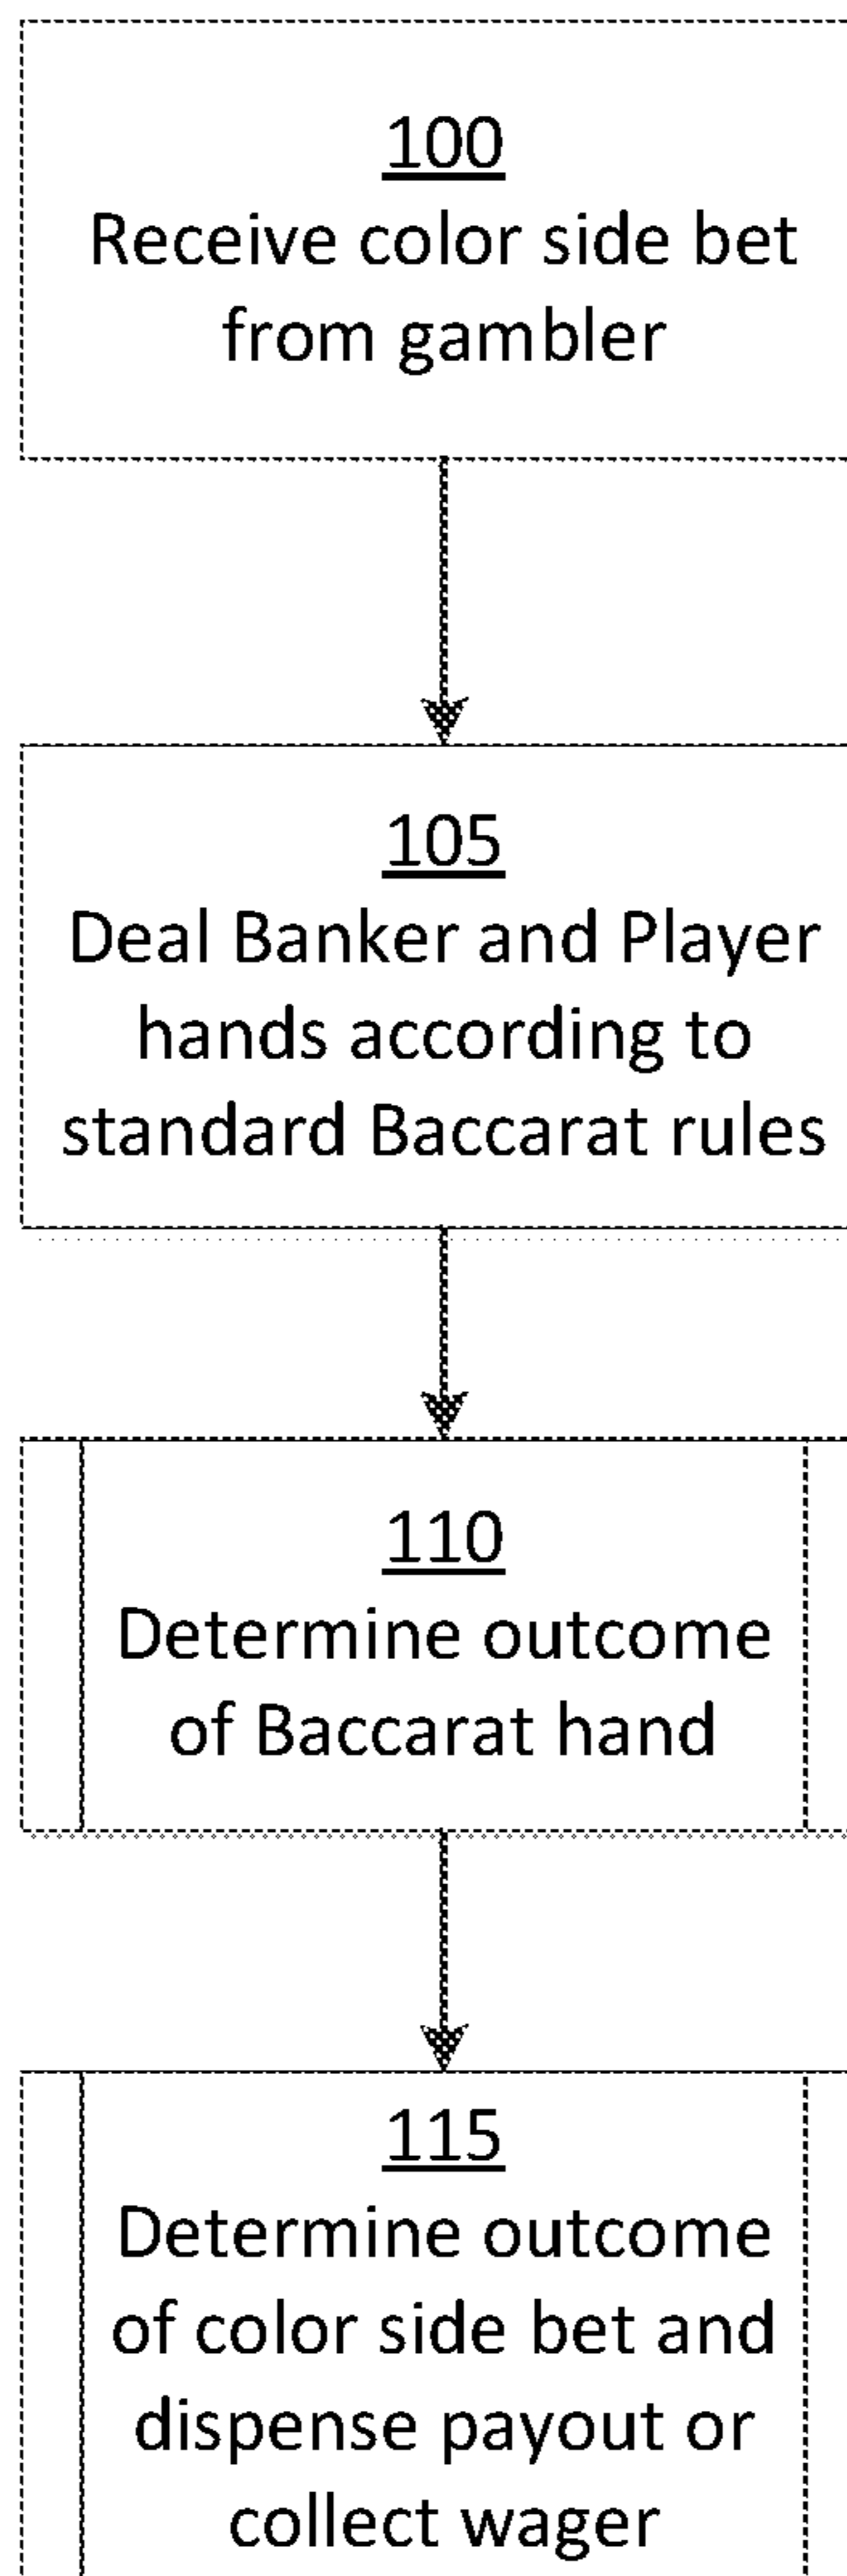 100
Receive color side bet
from gambler
105
Deal Banker and Player
hands according to
standard Baccarat rules
110
Determine outcome
of Baccarat hand
115
Determine outcome
of color side bet and
dispense payout or
collect wager